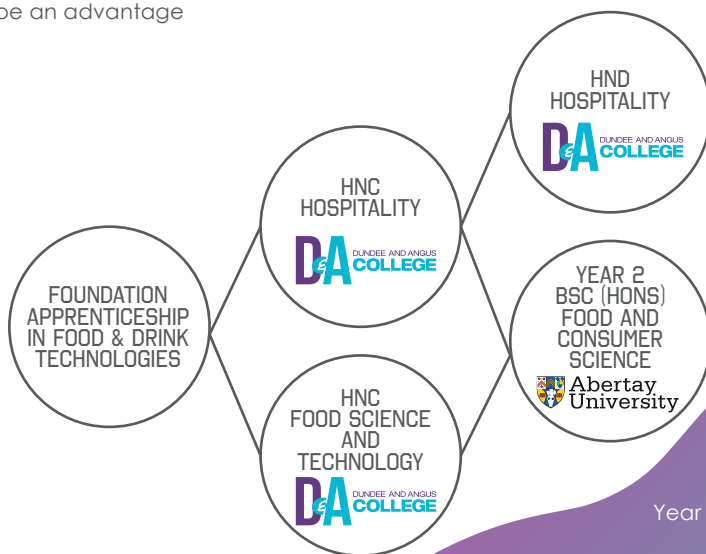 be an advantage
HND
HOSPITALITY
D&A DUNDEE AND ANGUS
COLLEGE
HNC
HOSPITALITY
D&A DUNDEE AND ANGUS
COLLEGE
FOUNDATION
APPRENTICESHIP
IN FOOD & DRINK
TECHNOLOGIES
YEAR 2
BSC (HONS)
FOOD AND
CONSUMER
SCIENCE
Abertay
University
HNC
FOOD SCIENCE
AND
TECHNOLOGY
D&A DUNDEE AND ANGUS
COLLEGE
Year